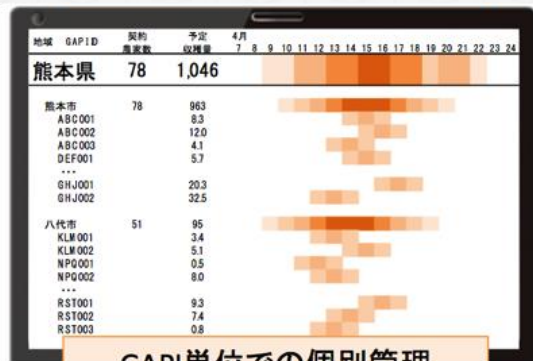 契約 予定 4月
地域 GAPID 農家数 収穫量 7 8 9 10 11 12 13 14 15 16 17 18 19 20 21 22 23 24
熊本県 78 1,046
熊本市 78 963
ABC001 8.3
ABC002 12.0
ABC003 4.1
DEF001 5.7
...
GHJ001 20.3
GHJ002 32.5
八代市 51 95
KLM001 3.4
KLM002 5.1
NPQ001 0.5
NPQ002 8.0
...
RST001 9.3
RST002 7.4
RST003 0.8
GAPI単位での個別管理